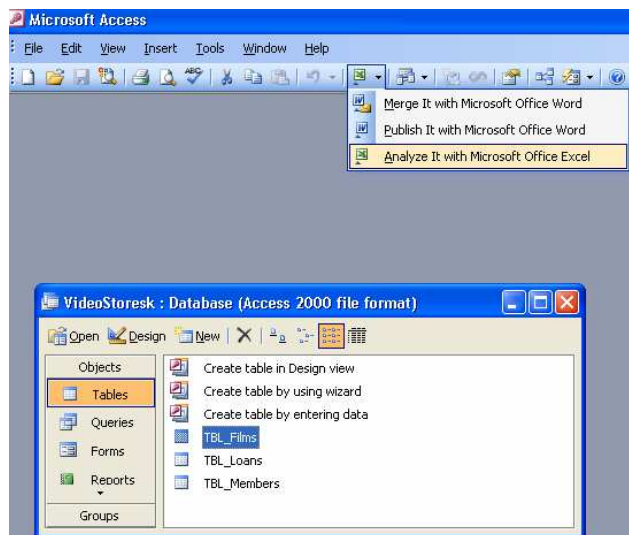 Microsoft Access
File Edit View Insert Tools Window Help
ABC
Merge It with Microsoft Office Word
Publish It with Microsoft Office Word
Analyze It with Microsoft Office Excel
VideoStoresk : Database (Access 2000 file format)
Open Design New
Objects
Tables
Queries
Forms
Reports
Groups
Create table in Design view
Create table by using wizard
Create table by entering data
TBL_Films
TBL_Loans
TBL_Members